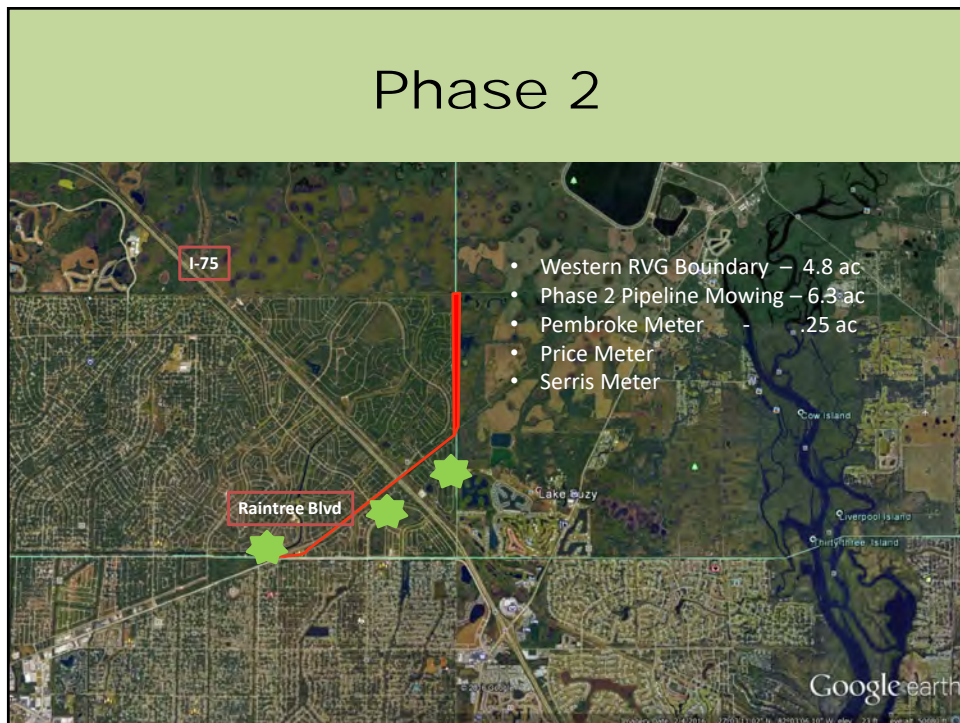 Phase 2
I-75
• Western RVG Boundary – 4.8 ac
• Phase 2 Pipeline Mowing – 6.3 ac
• Pembroke Meter - .25 ac
• Price Meter
• Serris Meter
Cow Island
Lake Suzy
Raintree Blvd
Liverpool Island
Thirty-three Island
Google earth